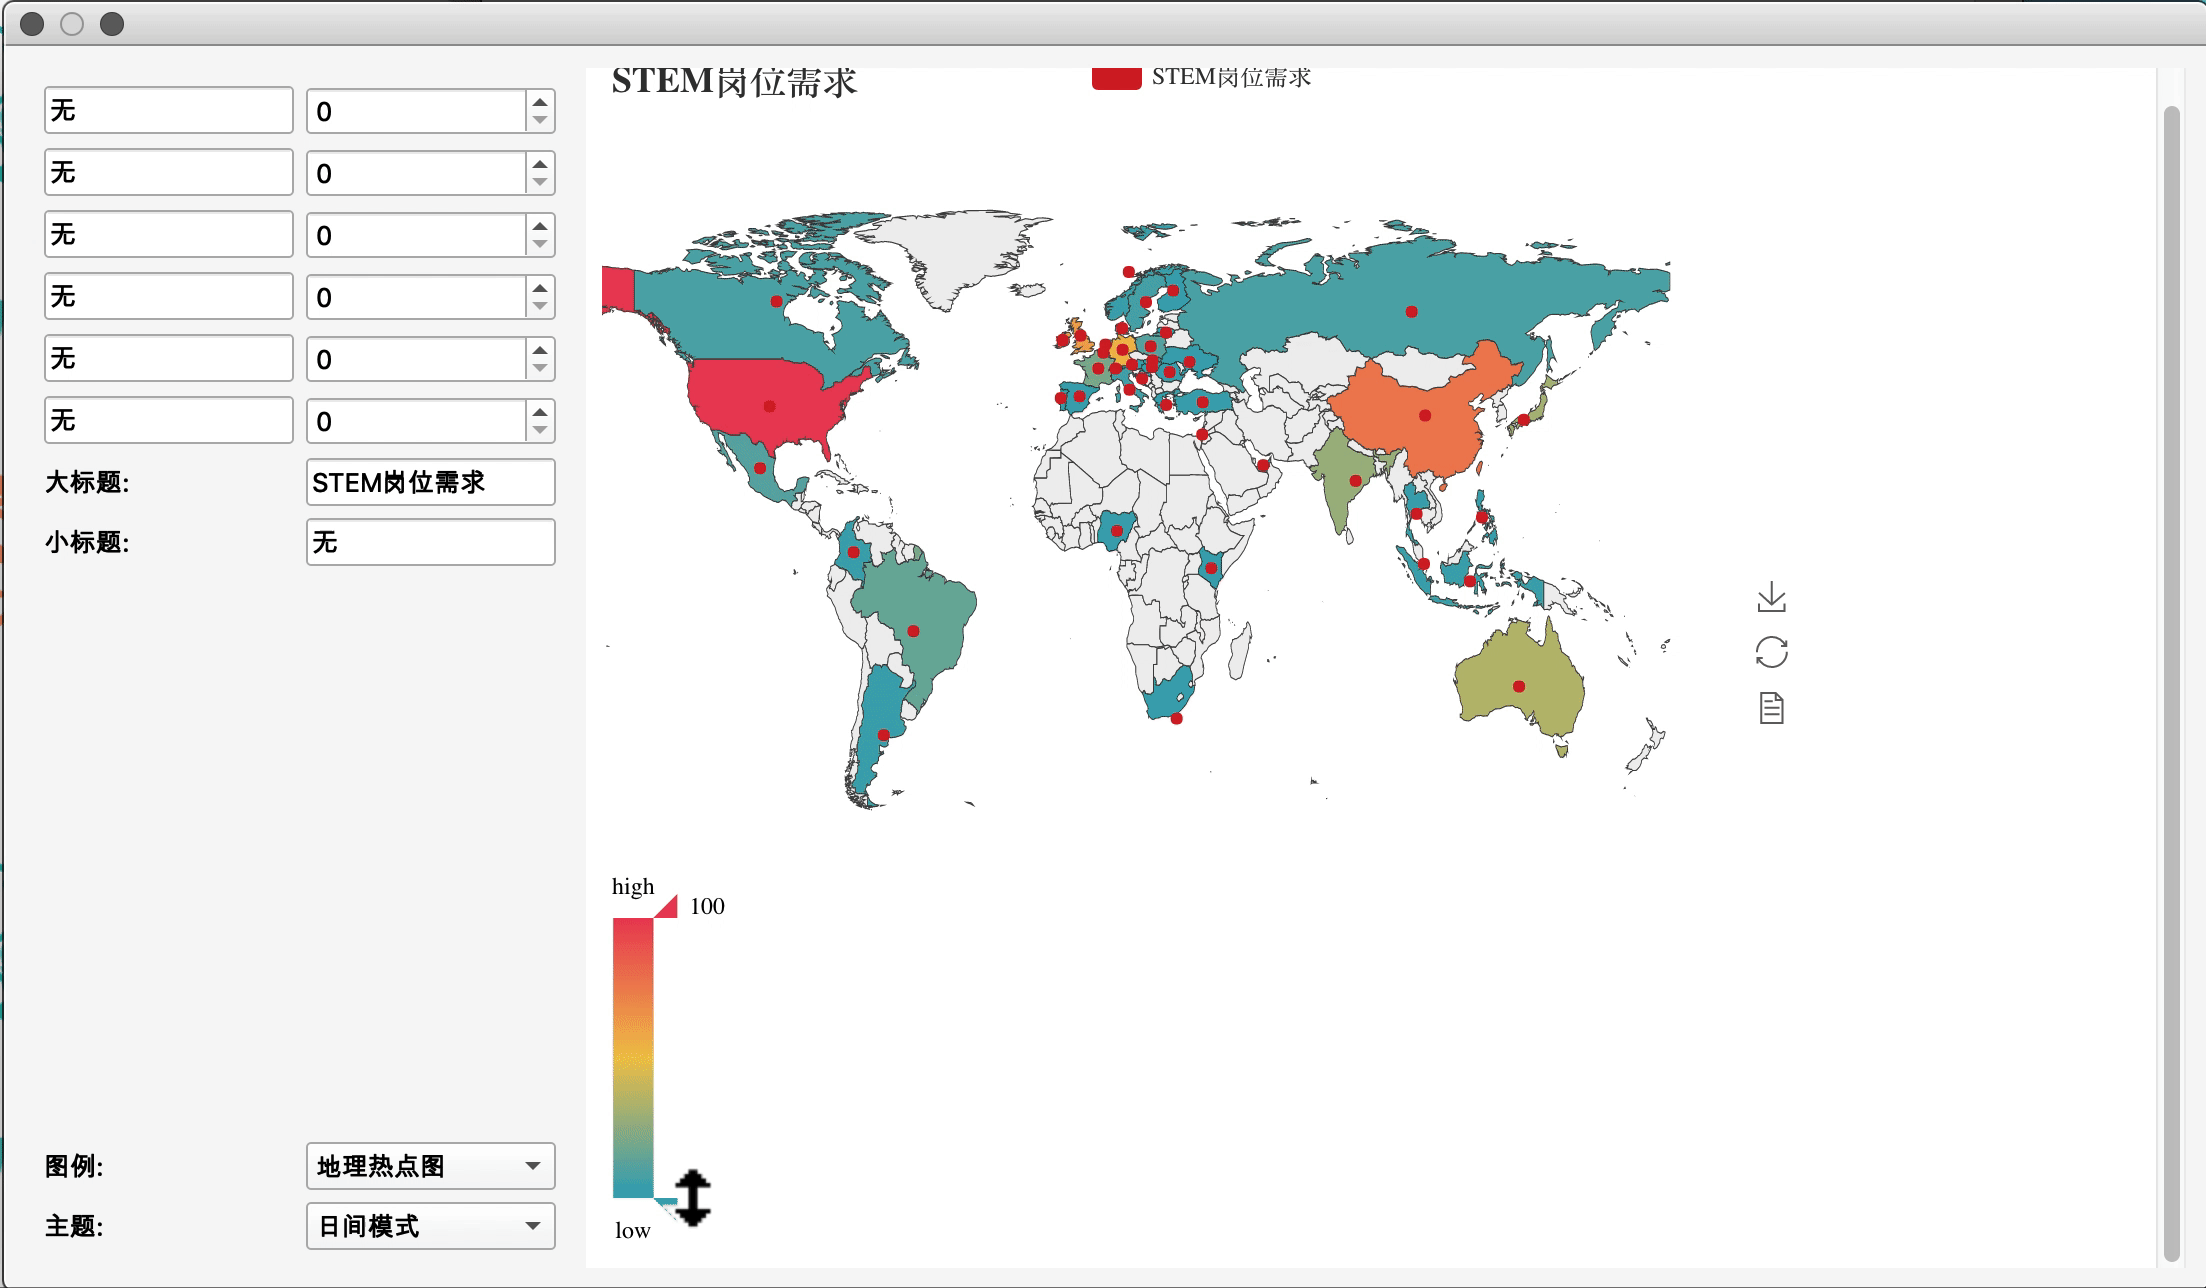 无 0
无 0
无 0
无 0
无 0
无 0
大标题: STEM岗位需求
小标题: 无
图例: 地理热点图
主题: 日间模式
STEM岗位需求
STEM岗位需求
high
100
low